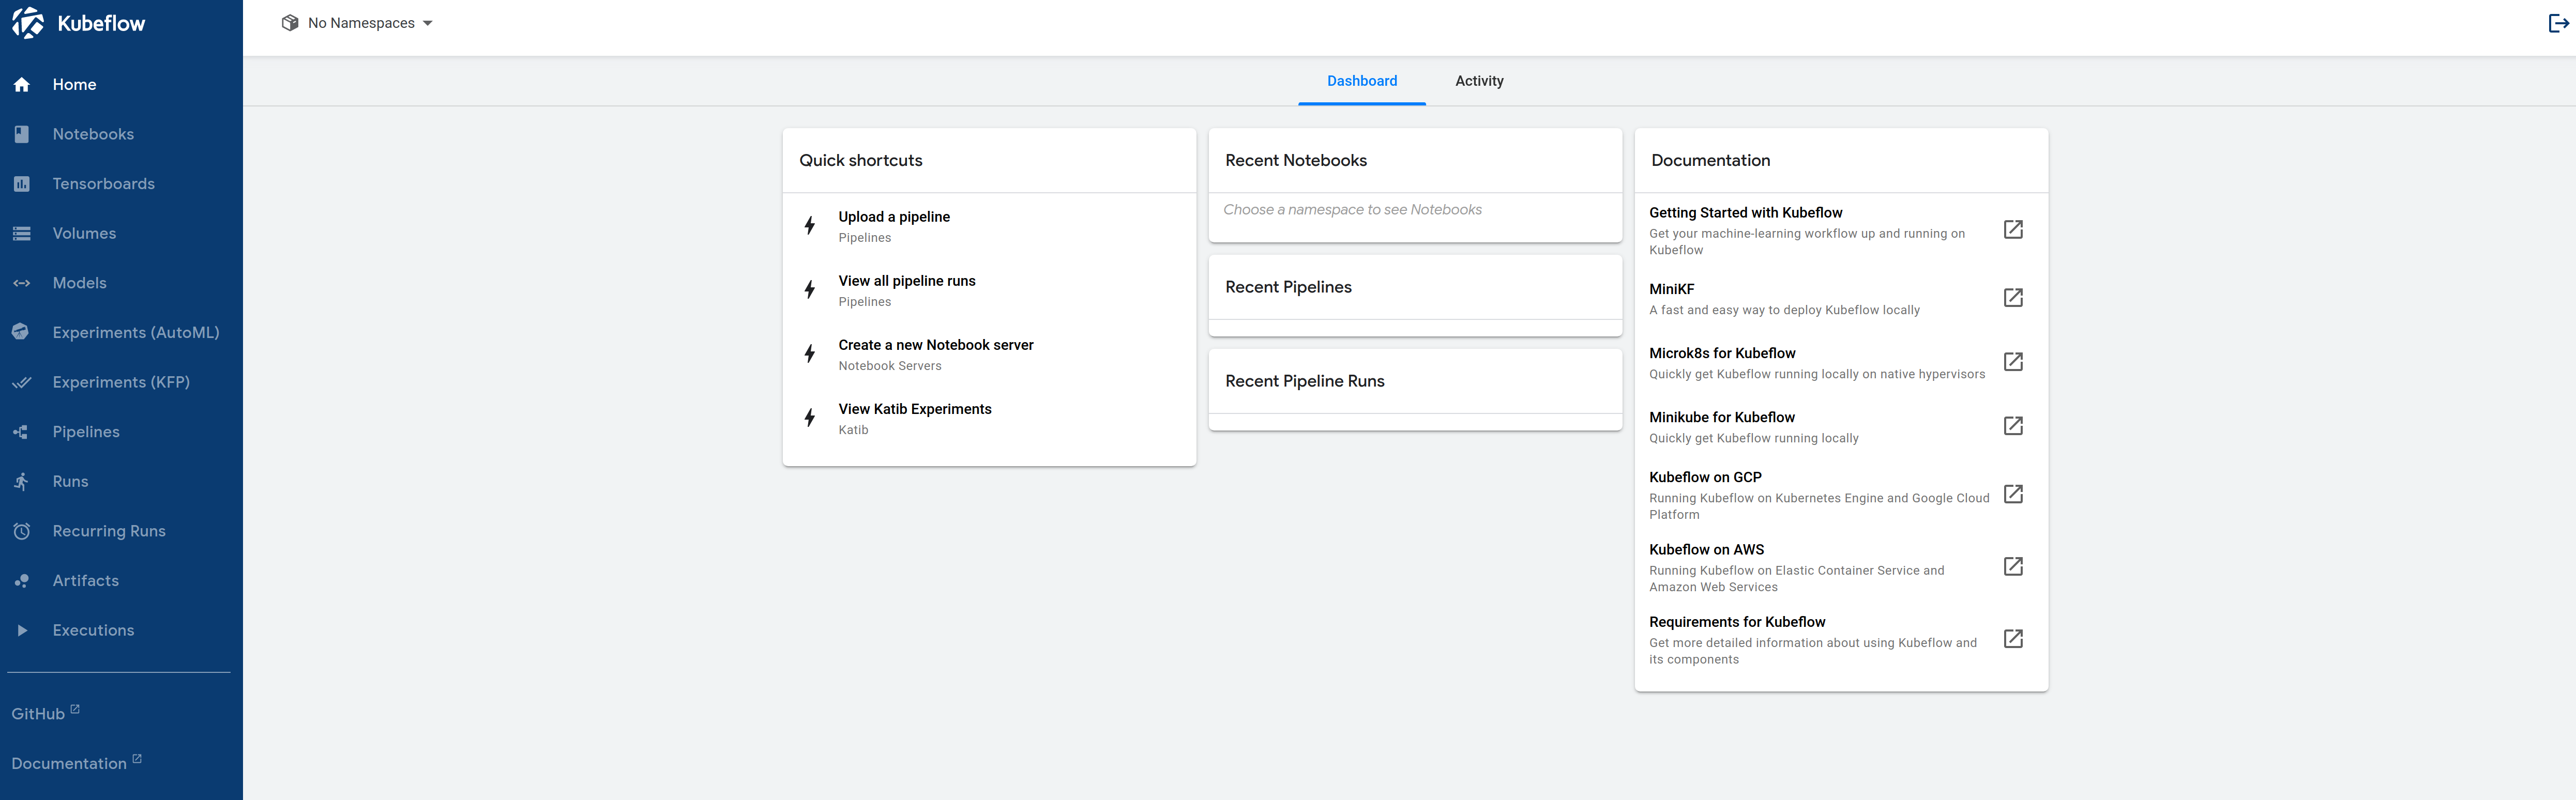 Kubeflow
No Namespaces
Home
Notebooks
Tensorboards
Volumes
Models
Experiments (AutoML)
Experiments (KFP)
Pipelines
Runs
Recurring Runs
Artifacts
Executions
GitHub
Documentation
Dashboard
Activity
Quick shortcuts
Upload a pipeline
Pipelines
View all pipeline runs
Pipelines
Create a new Notebook server
Notebook Servers
View Katib Experiments
Katib
Recent Notebooks
Choose a namespace to see Notebooks
Recent Pipelines
Recent Pipeline Runs
Documentation
Getting Started with Kubeflow
Get your machine-learning workflow up and running on
Kubeflow
MiniKF
A fast and easy way to deploy Kubeflow locally
Microk8s for Kubeflow
Quickly get Kubeflow running locally on native hypervisors
Minikube for Kubeflow
Quickly get Kubeflow running locally
Kubeflow on GCP
Running Kubeflow on Kubernetes Engine and Google Cloud
Platform
Kubeflow on AWS
Running Kubeflow on Elastic Container Service and
Amazon Web Services
Requirements for Kubeflow
Get more detailed information about using Kubeflow and
its components